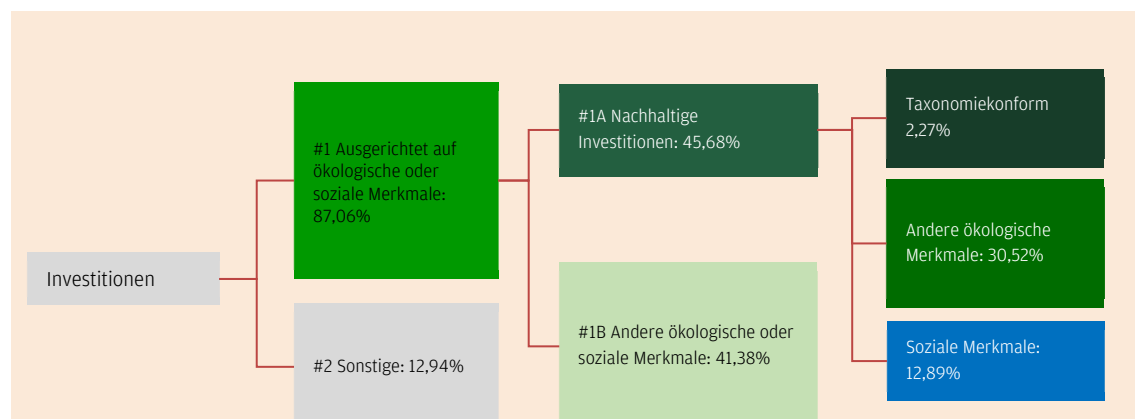 Investitionen
#1 Ausgerichtet auf
ökologische oder
soziale Merkmale:
87,06%
#2 Sonstige: 12,94%
#1A Nachhaltige
Investitionen: 45,68%
#1B Andere ökologische oder
soziale Merkmale: 41,38%
Taxonomiekonform
2,27%
Andere ökologische
Merkmale: 30,52%
Soziale Merkmale:
12,89%